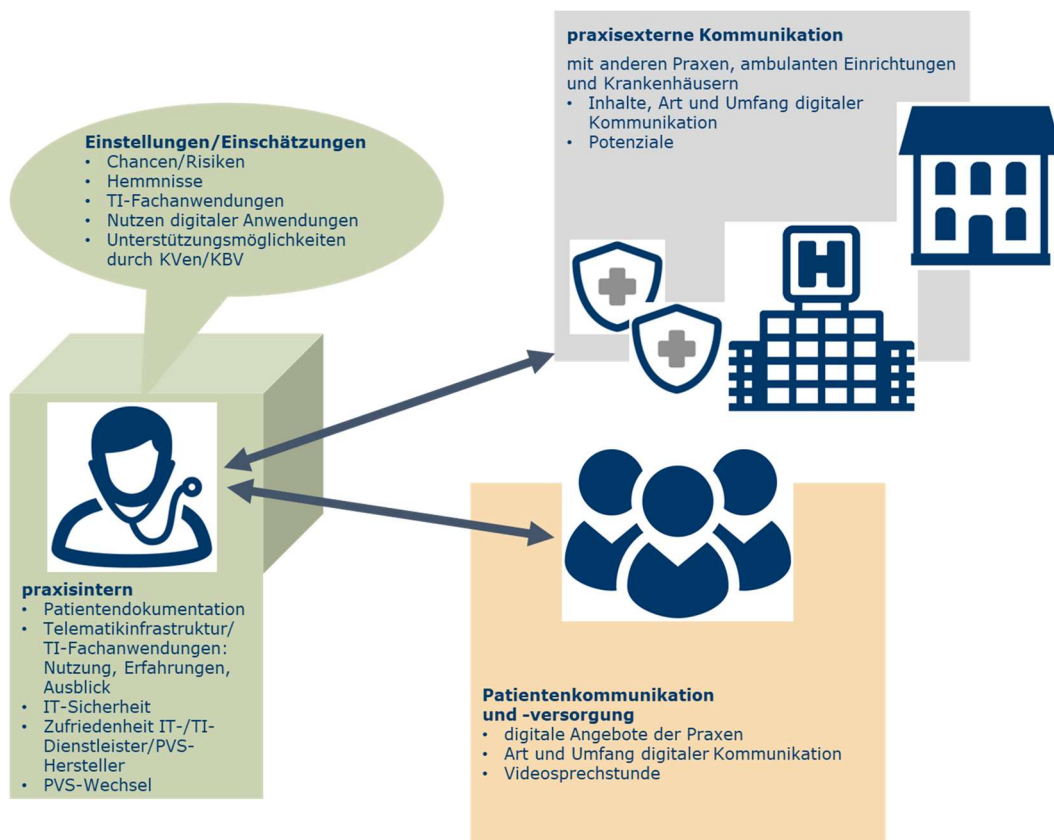 praxisexterne Kommunikation
mit anderen Praxen, ambulanten Einrichtungen
und Krankenhäusern
• Inhalte, Art und Umfang digitaler
Kommunikation
• Potenziale
Einstellungen/Einschätzungen
• Chancen/Risiken
• Hemmnisse
• TI-Fachanwendungen
• Nutzen digitaler Anwendungen
• Unterstützungsmöglichkeiten
durch KVen/KBV
H
praxisintern
• Patientendokumentation
• Telematikinfrastruktur/
TI-Fachanwendungen:
Nutzung, Erfahrungen,
Ausblick
• IT-Sicherheit
• Zufriedenheit IT-/TI-
Dienstleister/PVS-
Hersteller
• PVS-Wechsel
Patientenkommunikation
und -versorgung
• digitale Angebote der Praxen
• Art und Umfang digitaler Kommunikation
• Videosprechstunde